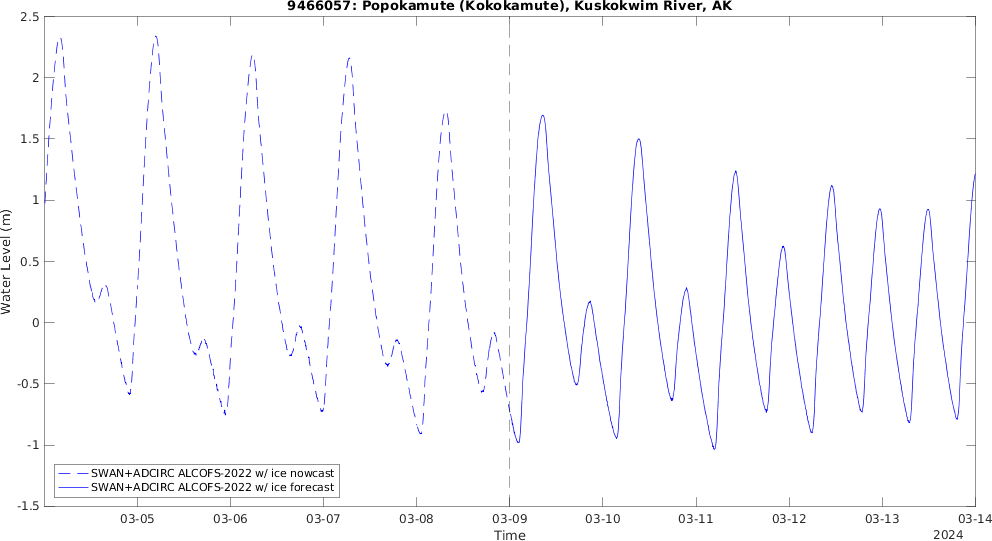 9466057: Popokamute (Kokokamute), Kuskokwim River, AK
2.5
2
1.5
1
0.5
0
-0.5
-1
-1.5
Water Level (m)
SWAN+ADCIRC ALCOFS-2022 w/ ice nowcast
SWAN+ADCIRC ALCOFS-2022 w/ ice forecast
03-05 03-06 03-07 03-08 03-09 03-10 03-11 03-12 03-13 03-14
Time
2024